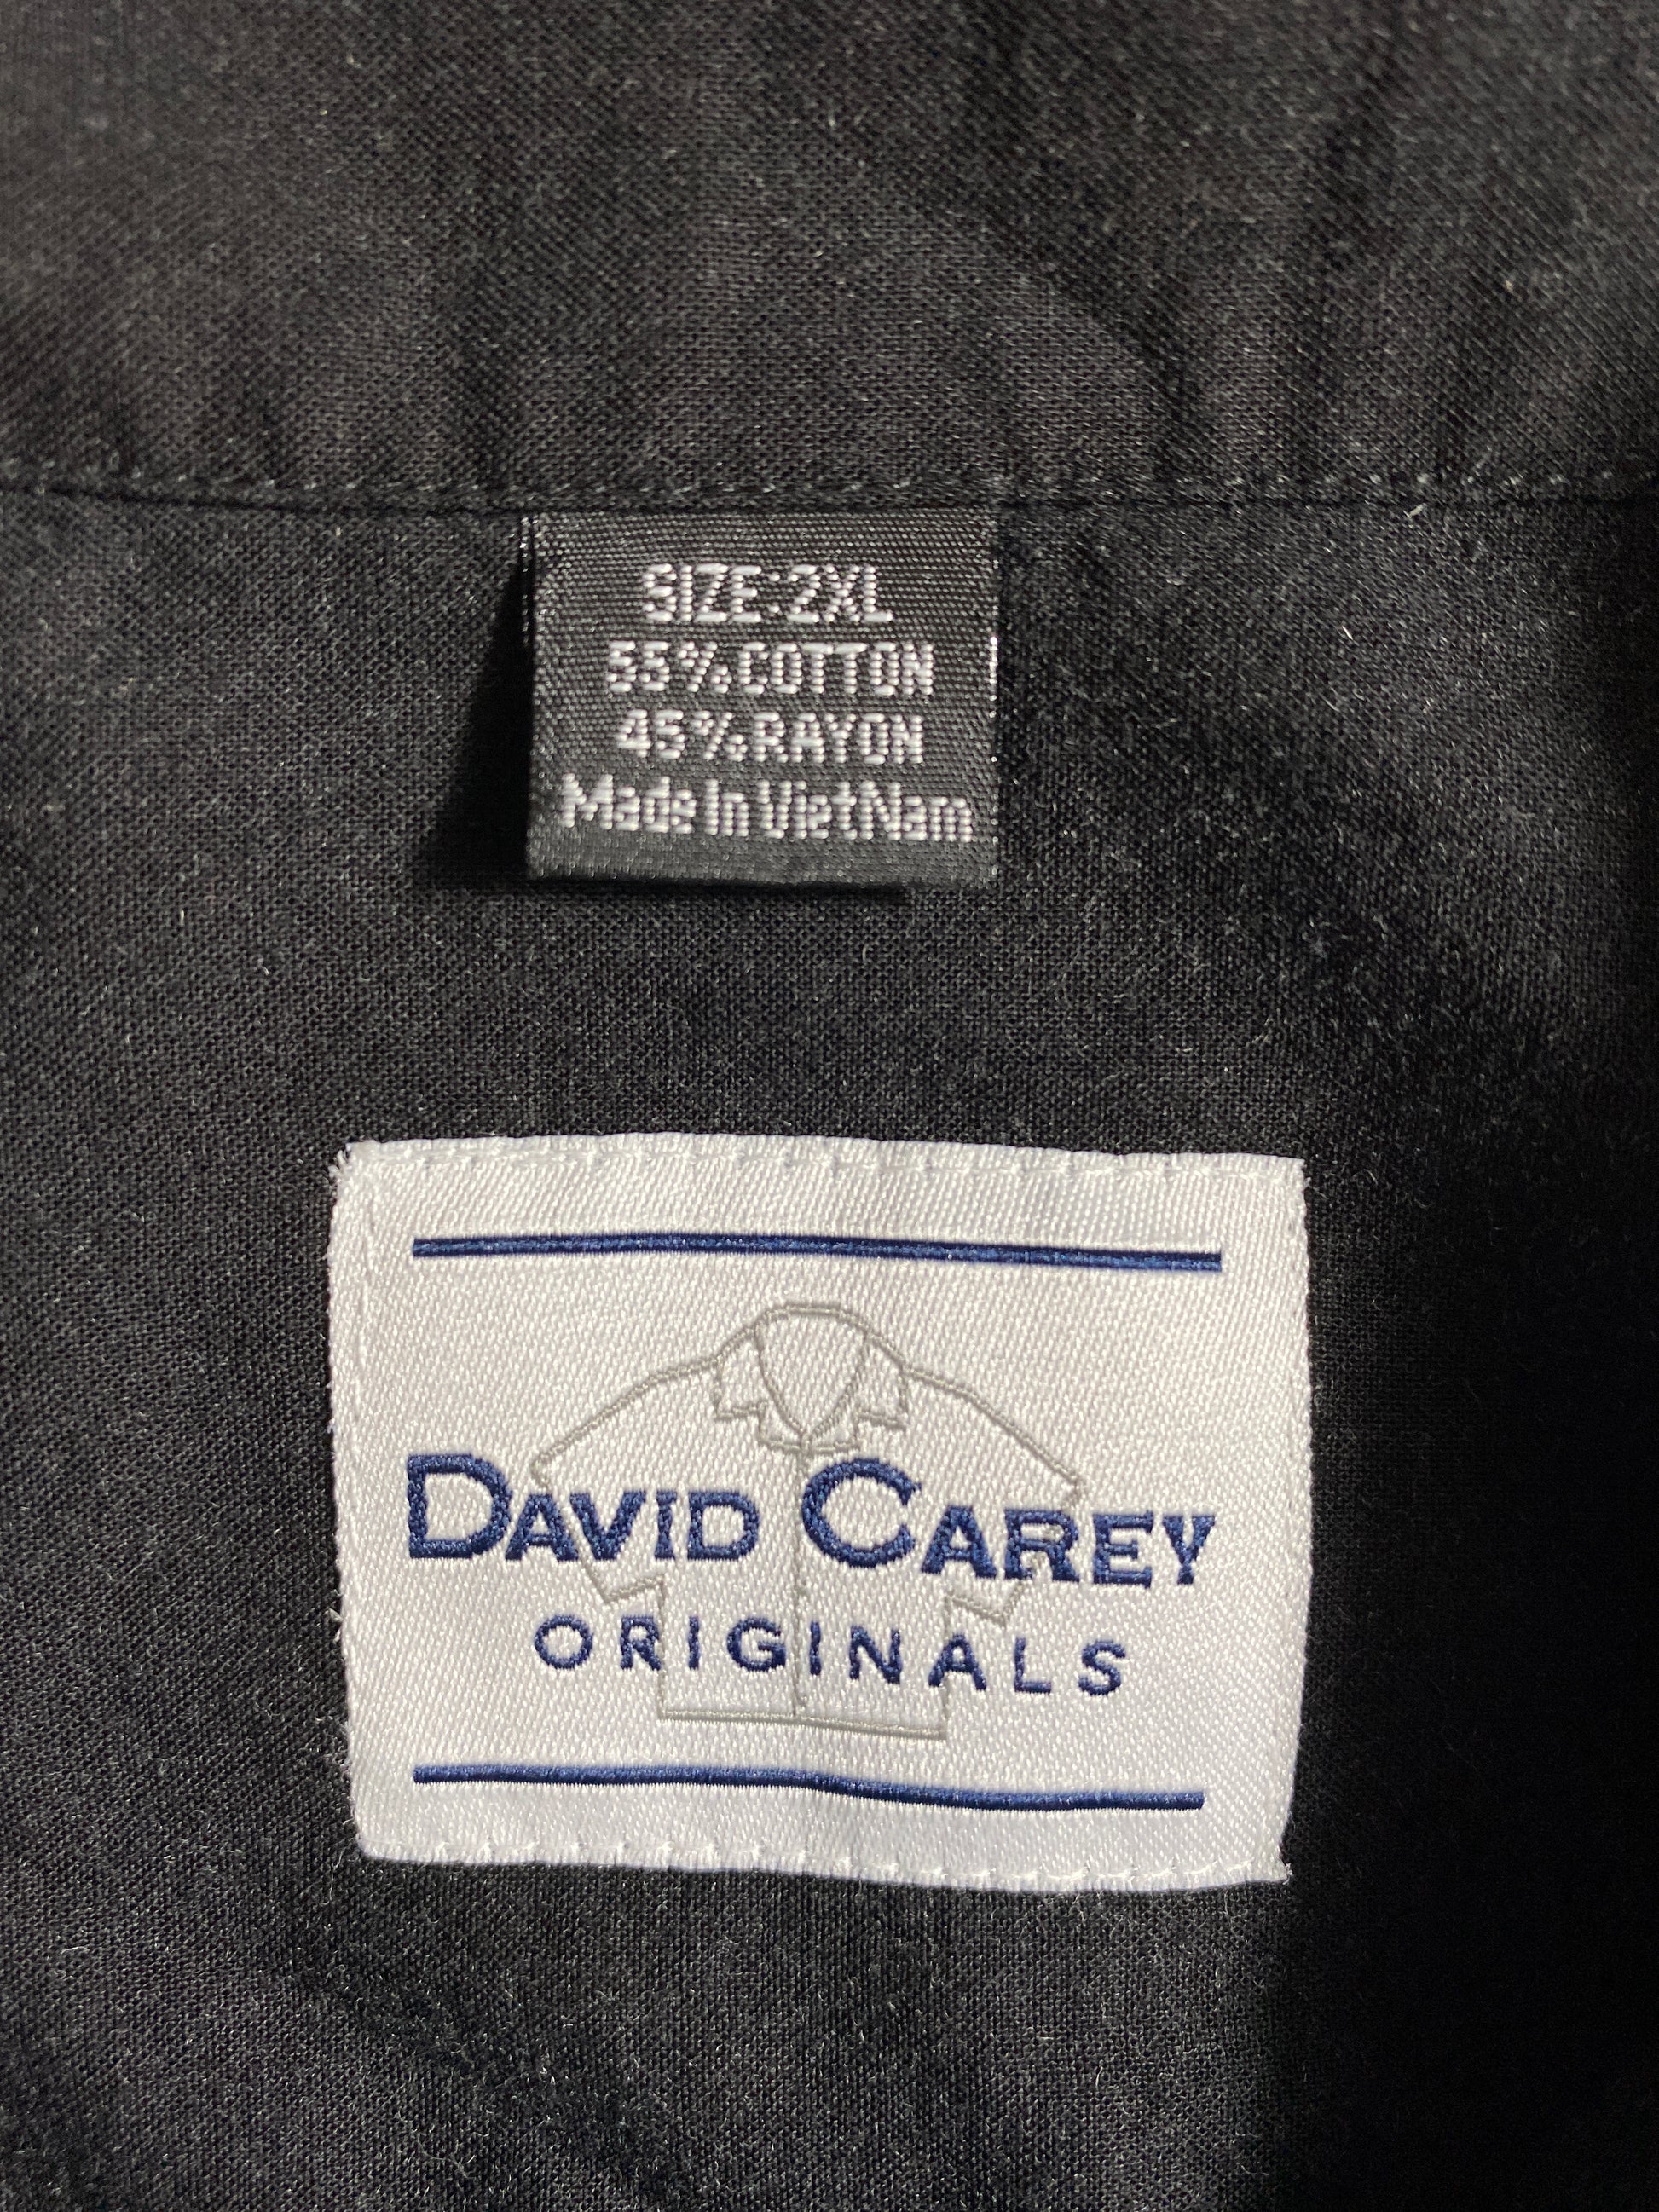 SIZE:2XL
55%COTTON
45%RAYON
Made In VietNam
DAVID CAREY
ORIGINALS